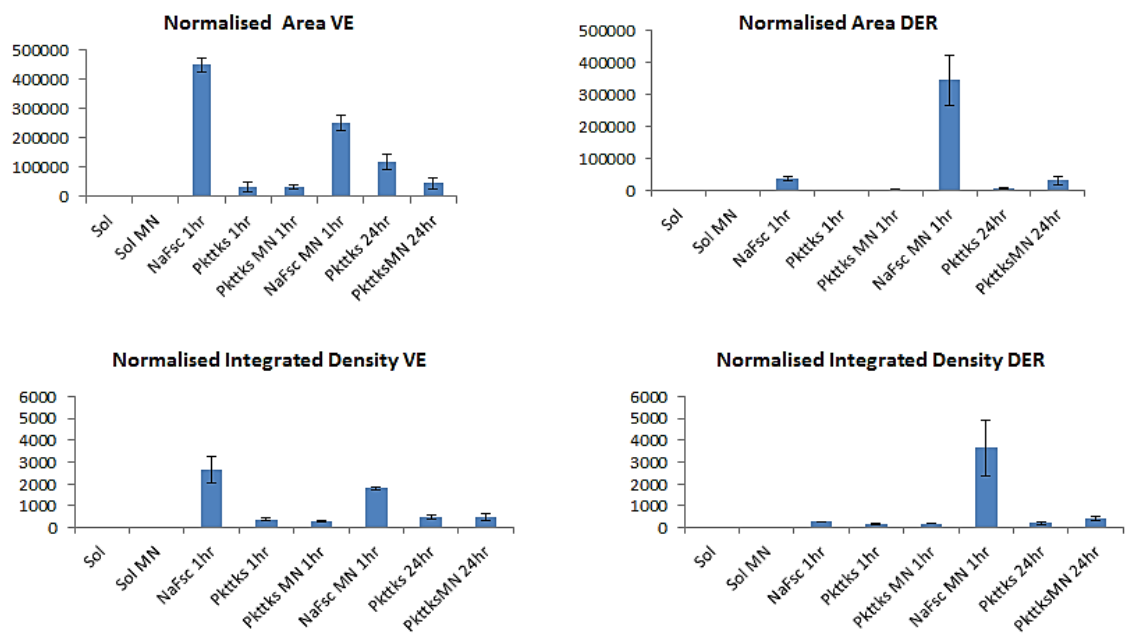 Normalised Area VE
500000
400000
300000
200000
100000
0
Sol
Sol MN
NaFsc 1hr
Pkttks 1hr
Pkttks MN 1hr
NaFsc MN 1hr
Pkttks 24hr
PkttksMN 24hr
Normalised Area DER
500000
400000
300000
200000
100000
0
Sol
Sol MN
NaFsc 1hr
Pkttks 1hr
Pkttks MN 1hr
NaFsc MN 1hr
Pkttks 24hr
PkttksMN 24hr
Normalised Integrated Density VE
6000
5000
4000
3000
2000
1000
0
Sol
Sol MN
NaFsc 1hr
Pkttks 1hr
Pkttks MN 1hr
NaFsc MN 1hr
Pkttks 24hr
PkttksMN 24hr
Normalised Integrated Density DER
6000
5000
4000
3000
2000
1000
0
Sol
Sol MN
NaFsc 1hr
Pkttks 1hr
Pkttks MN 1hr
NaFsc MN 1hr
Pkttks 24hr
PkttksMN 24hr